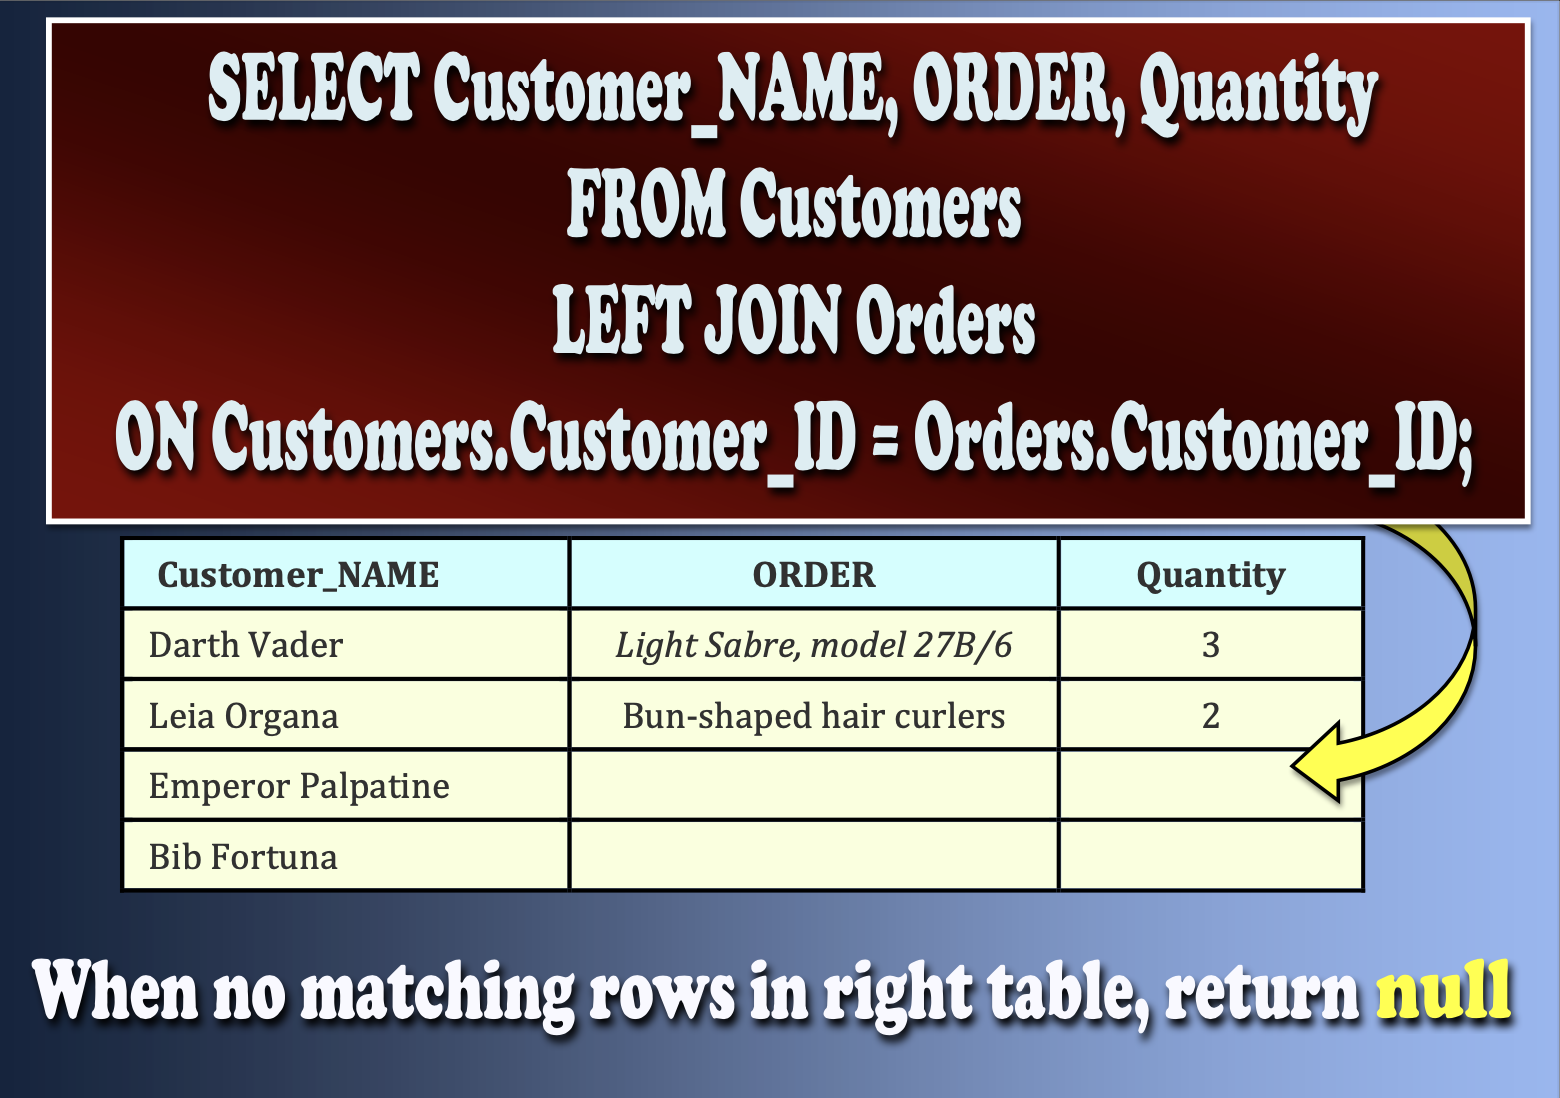 SELECT Customer_NAME, ORDER, Quantity
FROM Customers
LEFT JOIN Orders
ON Customers.Customer_ID = Orders.Customer_ID;
Customer_NAME ORDER Quantity
Darth Vader Light Sabre, model 27B/6 3
Leia Organa Bun-shaped hair curlers 2
Emperor Palpatine
Bib Fortuna
When no matching rows in right table, return null